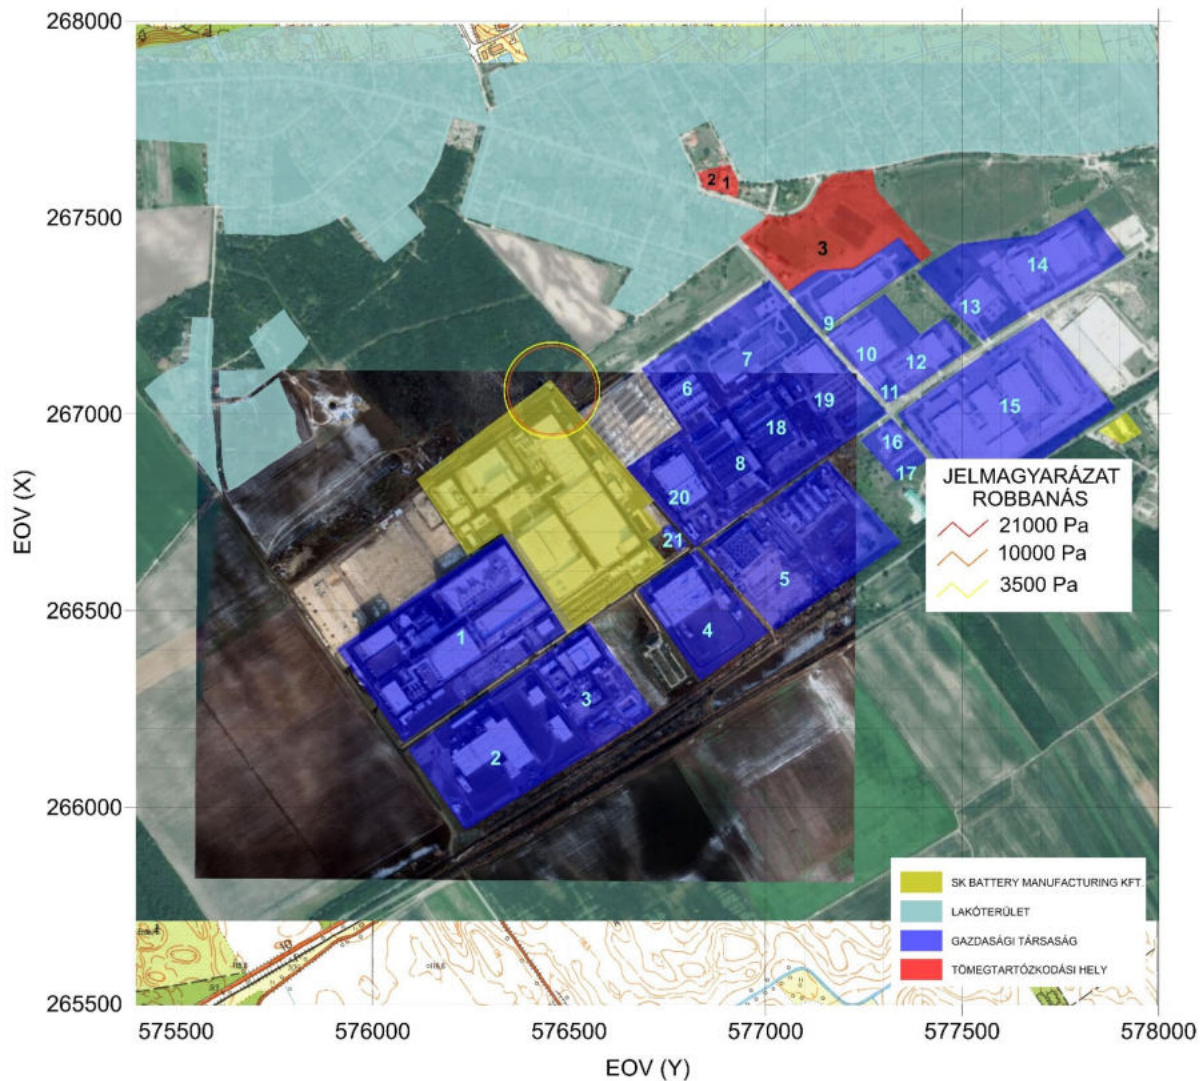 268000
267500
267000
266500
266000
265500
EOV (X)
2 1
3
14
13
9
10
12
11
7
6
19
18
15
8
16
17
20
21
5
1
4
3
2
JELMAGYARÁZAT
ROBBANÁS
21000 Pa
10000 Pa
3500 Pa
SK BATTERY MANUFACTURING KFT.
LAKÓTERÜLET
GAZDASÁGI TÁRSASÁG
TÖMEGTARTÓZKODÁSI HELY
575500 576000 576500 577000 577500 578000
EOV (Y)